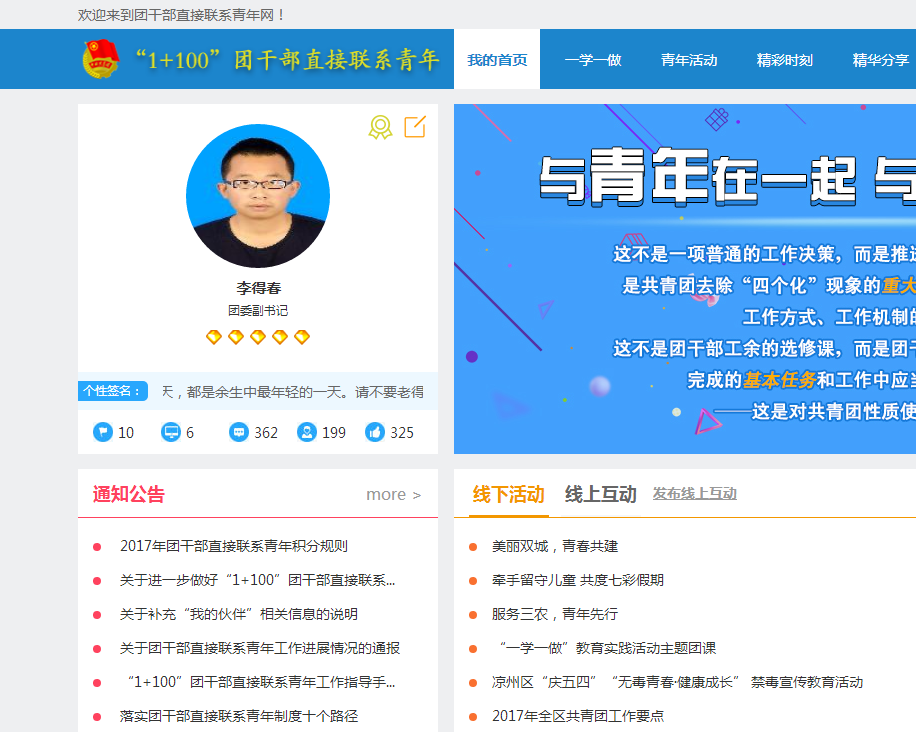 欢迎来到团干部直接联系青年网！
“1+100”团干部直接联系青年
我的首页 一学一做 青年活动 精彩时刻 精华分享
李得春
团委副书记
个性签名： 天，都是余生中最年轻的一天。请不要老得
10 6 362 199 325
与青年在一起 与
这不是一项普通的工作决策，而是推进
是共青团去除“四个化”现象的重大
工作方式、工作机制的
这不是团干部工余的选修课，而是团干
完成的基本任务和工作中应当
——这是对共青团性质使
通知公告 more >
2017年团干部直接联系青年积分规则
关于进一步做好“1+100”团干部直接联系...
关于补充“我的伙伴”相关信息的说明
关于团干部直接联系青年工作进展情况的通报
“1+100”团干部直接联系青年工作指导手...
落实团干部直接联系青年制度十个路径
线下活动 线上互动 发布线上互动
美丽双城，青春共建
牵手留守儿童 共度七彩假期
服务三农，青年先行
“一学一做”教育实践活动主题团课
凉州区“庆五四”“无毒青春·健康成长” 禁毒宣传教育活动
2017年全区共青团工作要点